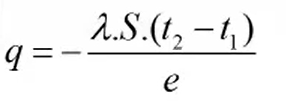 q = − λ.S.(t₂ − t₁) / e